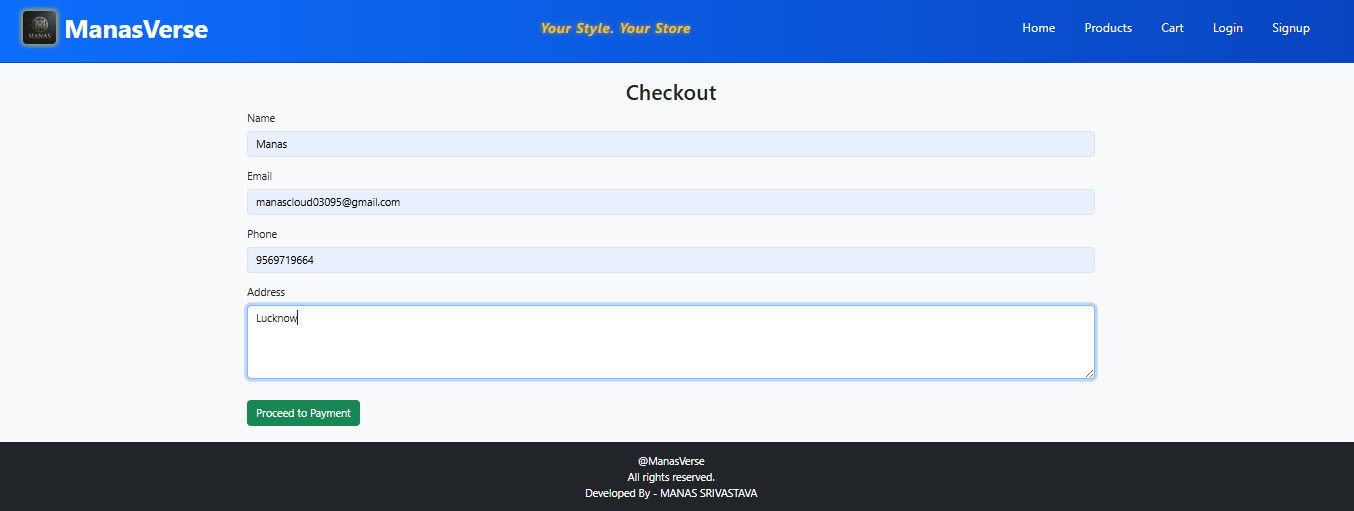 MANAS
ManasVerse
Your Style. Your Store
Home
Products
Cart
Login
Signup
Checkout
Name
Manas
Email
manascloud03095@gmail.com
Phone
9569719664
Address
Lucknow
Proceed to Payment
@ManasVerse
All rights reserved.
Developed By - MANAS SRIVASTAVA